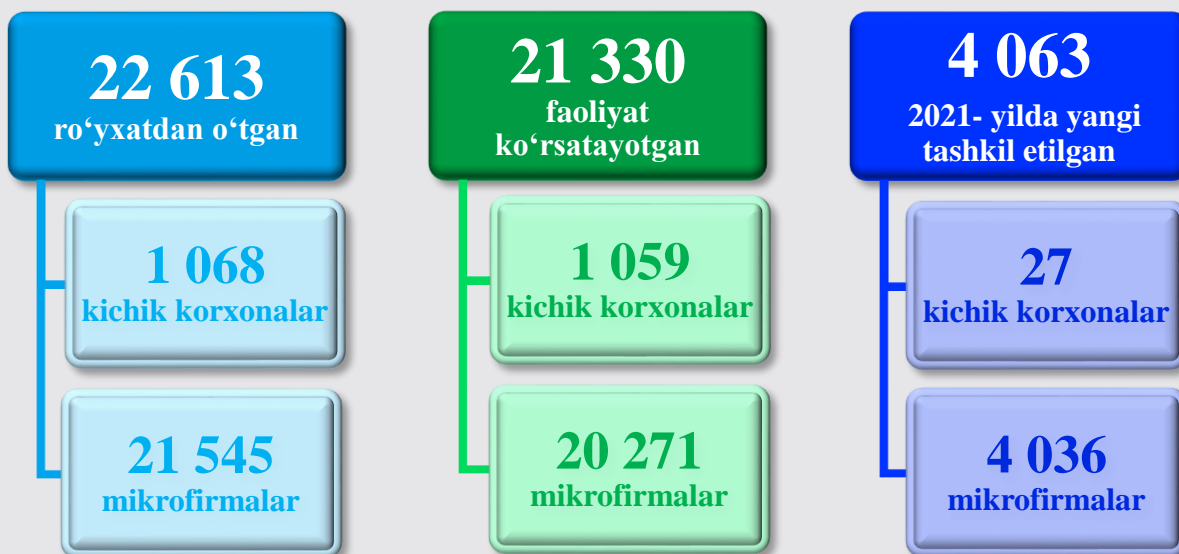 22 613
ro‘yxatdan o‘tgan
1 068
kichik korxonalar
21 545
mikrofirmalar
21 330
faoliyat
ko‘rsatayotgan
1 059
kichik korxonalar
20 271
mikrofirmalar
4 063
2021- yilda yangi
tashkil etilgan
27
kichik korxonalar
4 036
mikrofirmalar